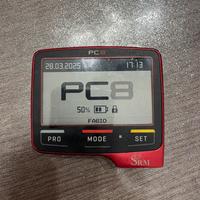 PC8
28.03.2025 17:13
PC8
50%
FABIO
PRO MODE SET
SRM